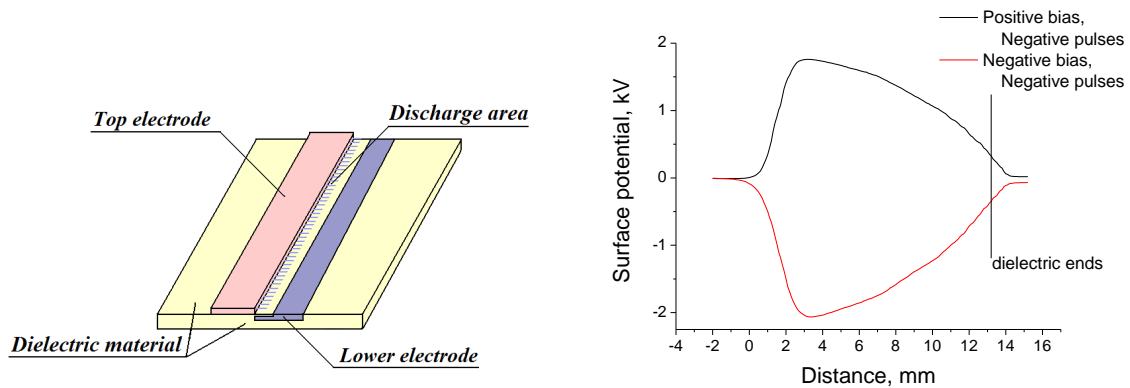 Top electrode
Discharge area
Dielectric material
Lower electrode
Positive bias,
Negative pulses
Negative bias,
Negative pulses
2
1
0
-1
-2
Surface potential, kV
dielectric ends
-4 -2 0 2 4 6 8 10 12 14 16
Distance, mm